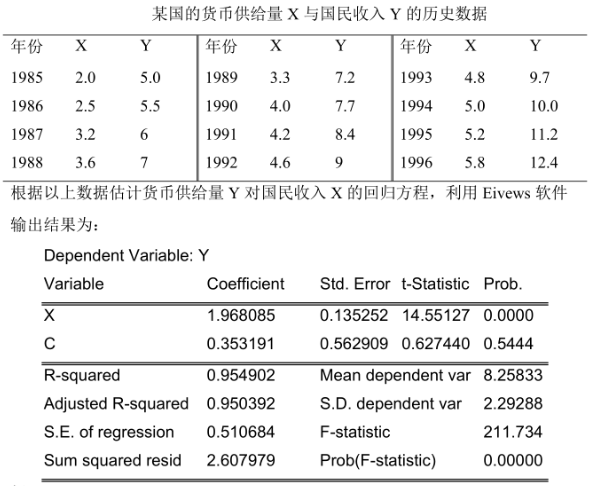 某国的货币供给量 X 与国民收入 Y 的历史数据
年份 X Y 年份 X Y 年份 X Y
1985 2.0 5.0 1989 3.3 7.2 1993 4.8 9.7
1986 2.5 5.5 1990 4.0 7.7 1994 5.0 10.0
1987 3.2 6 1991 4.2 8.4 1995 5.2 11.2
1988 3.6 7 1992 4.6 9 1996 5.8 12.4
根据以上数据估计货币供给量 Y 对国民收入 X 的回归方程，利用 Eivews 软件
输出结果为：
Dependent Variable: Y
Variable Coefficient Std. Error t-Statistic Prob.
X 1.968085 0.135252 14.55127 0.0000
C 0.353191 0.562909 0.627440 0.5444
R-squared 0.954902 Mean dependent var 8.25833
Adjusted R-squared 0.950392 S.D. dependent var 2.29288
S.E. of regression 0.510684 F-statistic 211.734
Sum squared resid 2.607979 Prob(F-statistic) 0.00000